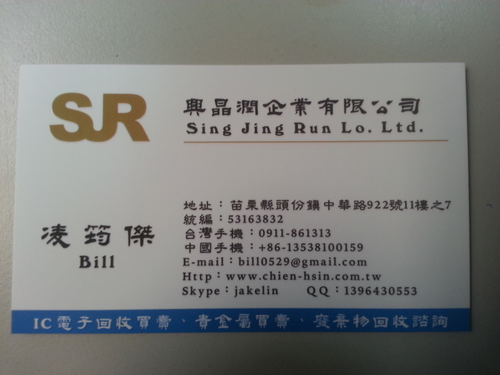 SJR
興晶潤企業有限公司
Sing Jing Run Lo. Ltd.
凌筠傑
Bill
地址：苗栗縣頭份鎮中華路922號11樓之7
統編：53163832
台灣手機：0911-861313
中國手機：+86-13538100159
E-mail：bill0529@gmail.com
Http：www.chien-hsin.com.tw
Skype：jakelin QQ：1396430553
IC電子回收買賣、貴金屬買賣、廢棄物回收諮詢